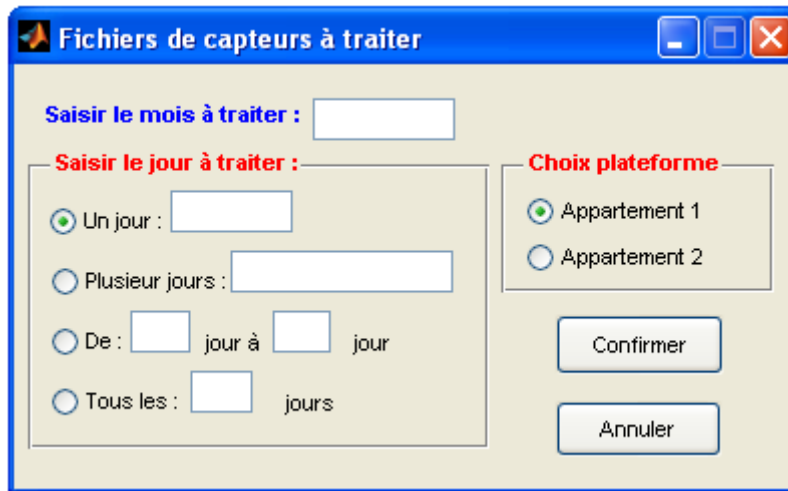 Fichiers de capteurs à traiter
Saisir le mois à traiter :
Saisir le jour à traiter :
Un jour :
Plusieur jours :
De : jour à jour
Tous les : jours
Choix plateforme
Appartement 1
Appartement 2
Confirmer
Annuler